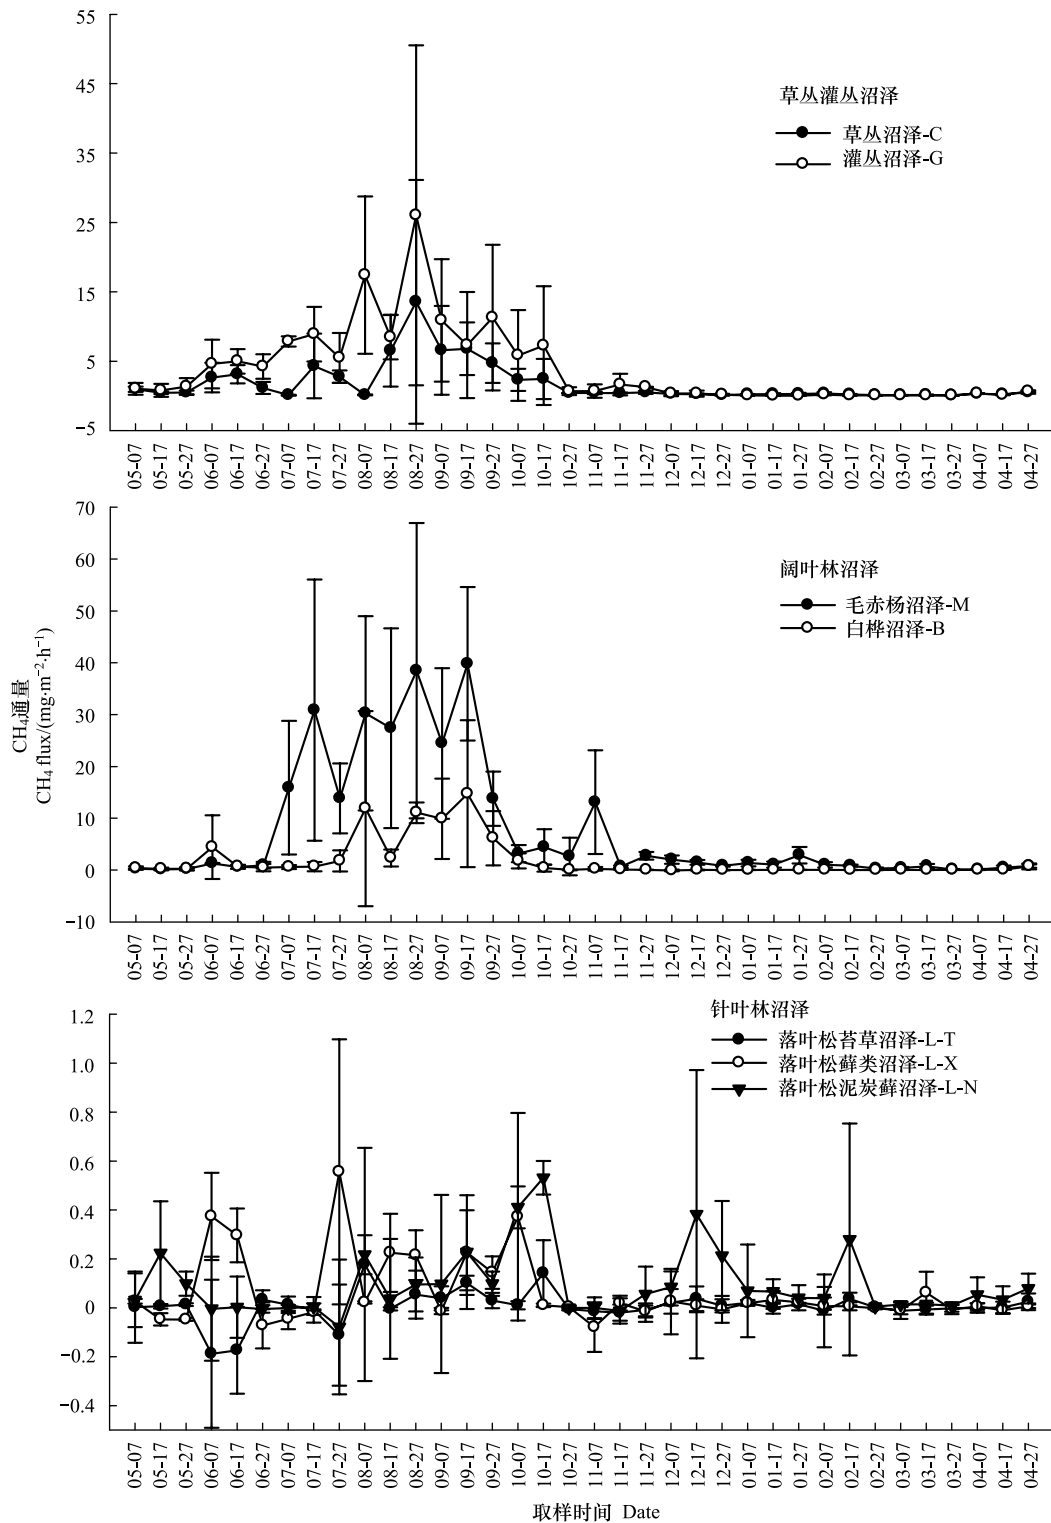 55
45
35
25
15
5
−5
草丛灌丛沼泽
草丛沼泽-C
灌丛沼泽-G
05-07 05-17 05-27 06-07 06-17 06-27 07-07 07-17 07-27 08-07 08-17 08-27 09-07 09-17 09-27 10-07 10-17 10-27 11-07 11-17 11-27 12-07 12-17 12-27 01-07 01-17 01-27 02-07 02-17 02-27 03-07 03-17 03-27 04-07 04-17 04-27
CH₄通量
CH₄ flux/(mg·m⁻²·h⁻¹)
70
60
50
40
30
20
10
0
−10
阔叶林沼泽
毛赤杨沼泽-M
白桦沼泽-B
05-07 05-17 05-27 06-07 06-17 06-27 07-07 07-17 07-27 08-07 08-17 08-27 09-07 09-17 09-27 10-07 10-17 10-27 11-07 11-17 11-27 12-07 12-17 12-27 01-07 01-17 01-27 02-07 02-17 02-27 03-07 03-17 03-27 04-07 04-17 04-27
1.2
1.0
0.8
0.6
0.4
0.2
0
−0.2
−0.4
针叶林沼泽
落叶松苔草沼泽-L-T
落叶松藓类沼泽-L-X
落叶松泥炭藓沼泽-L-N
05-07 05-17 05-27 06-07 06-17 06-27 07-07 07-17 07-27 08-07 08-17 08-27 09-07 09-17 09-27 10-07 10-17 10-27 11-07 11-17 11-27 12-07 12-17 12-27 01-07 01-17 01-27 02-07 02-17 02-27 03-07 03-17 03-27 04-07 04-17 04-27
取样时间 Date